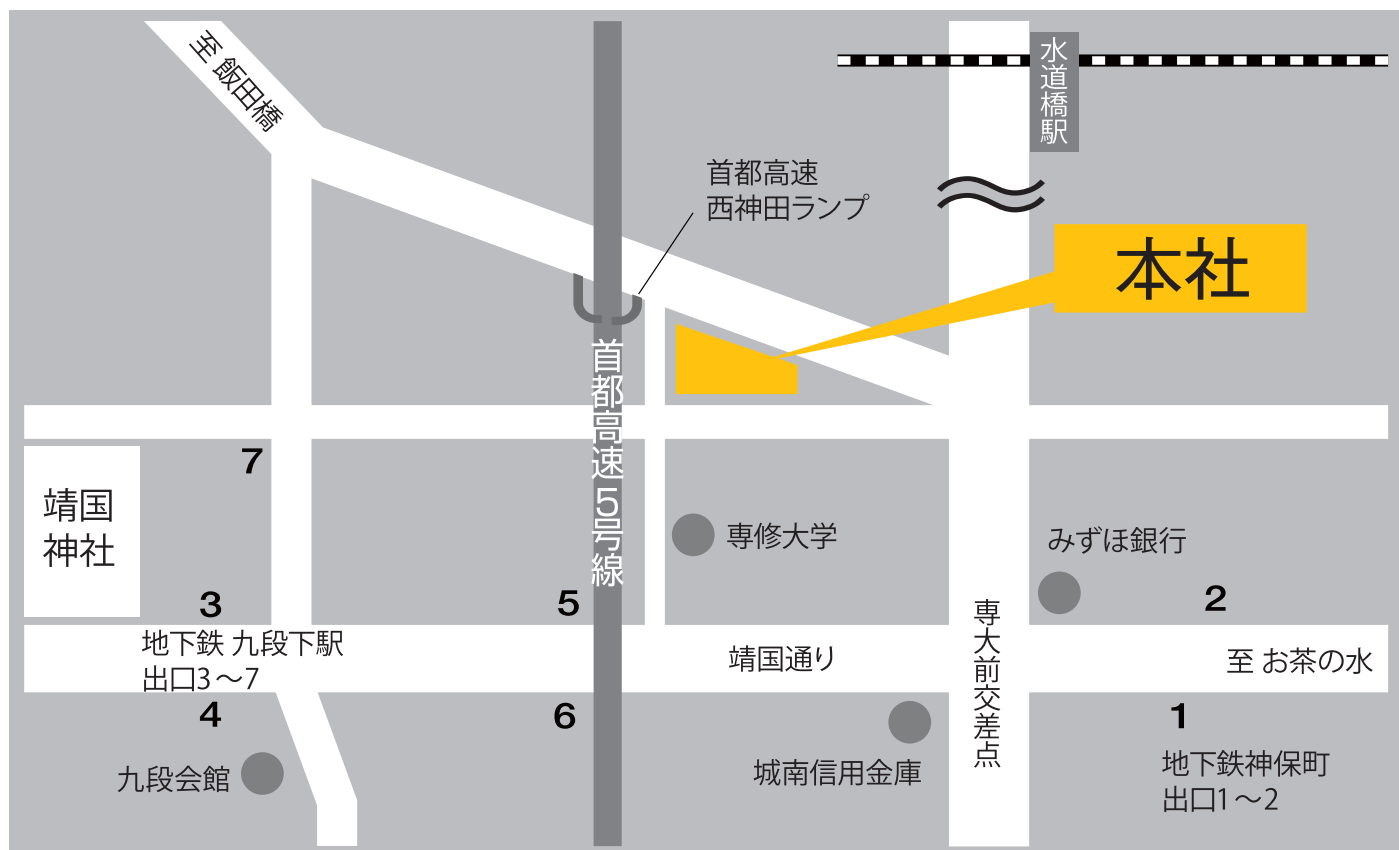 至 飯田橋
水道橋駅
首都高速
西神田ランプ
本社
首都高速5号線
7
靖国
神社
専修大学
みずほ銀行
3
5
2
地下鉄 九段下駅
出口3～7
靖国通り
専大前交差点
至 お茶の水
4
6
1
九段会館
城南信用金庫
地下鉄神保町
出口1～2